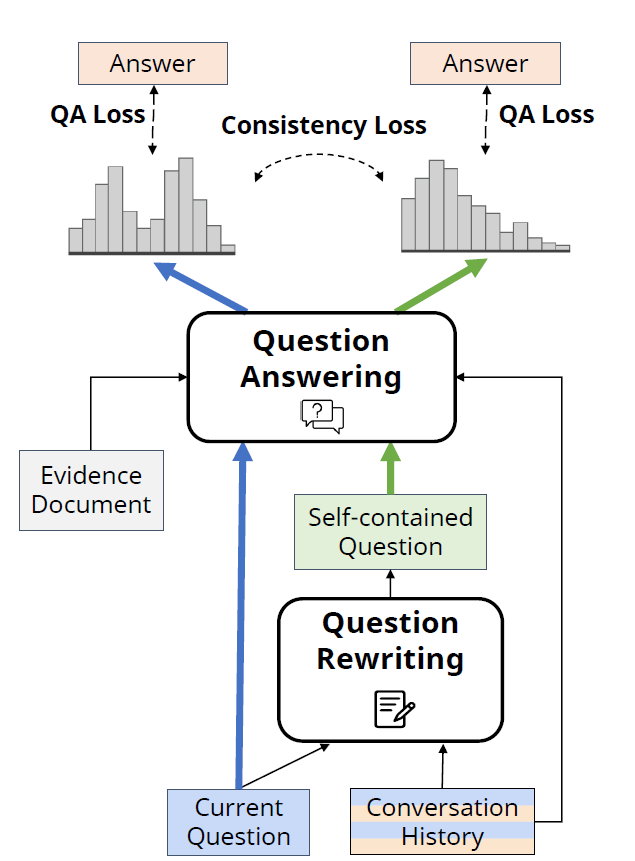 Answer
Answer
QA Loss
Consistency Loss
QA Loss
Question
Answering
?
Evidence
Document
Self-contained
Question
Question
Rewriting
Current
Question
Conversation
History